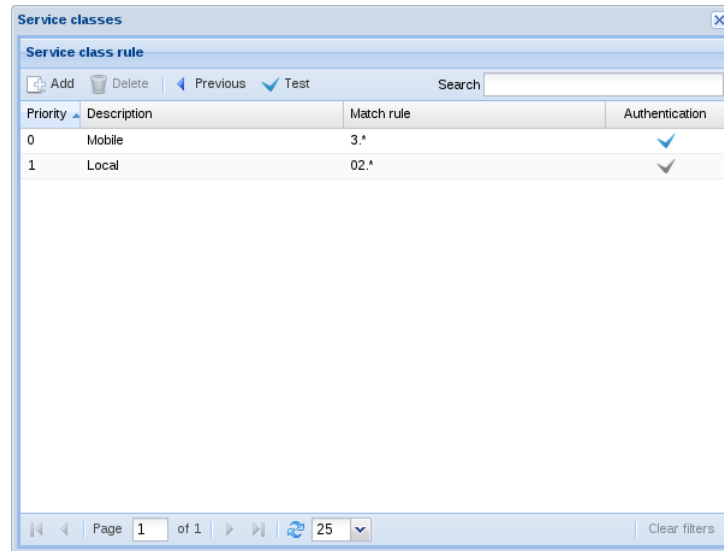 Service classes
Service class rule
Add Delete Previous Test Search
Priority Description Match rule Authentication
0 Mobile 3.*
1 Local 02.*
Page 1 of 1 25 Clear filters